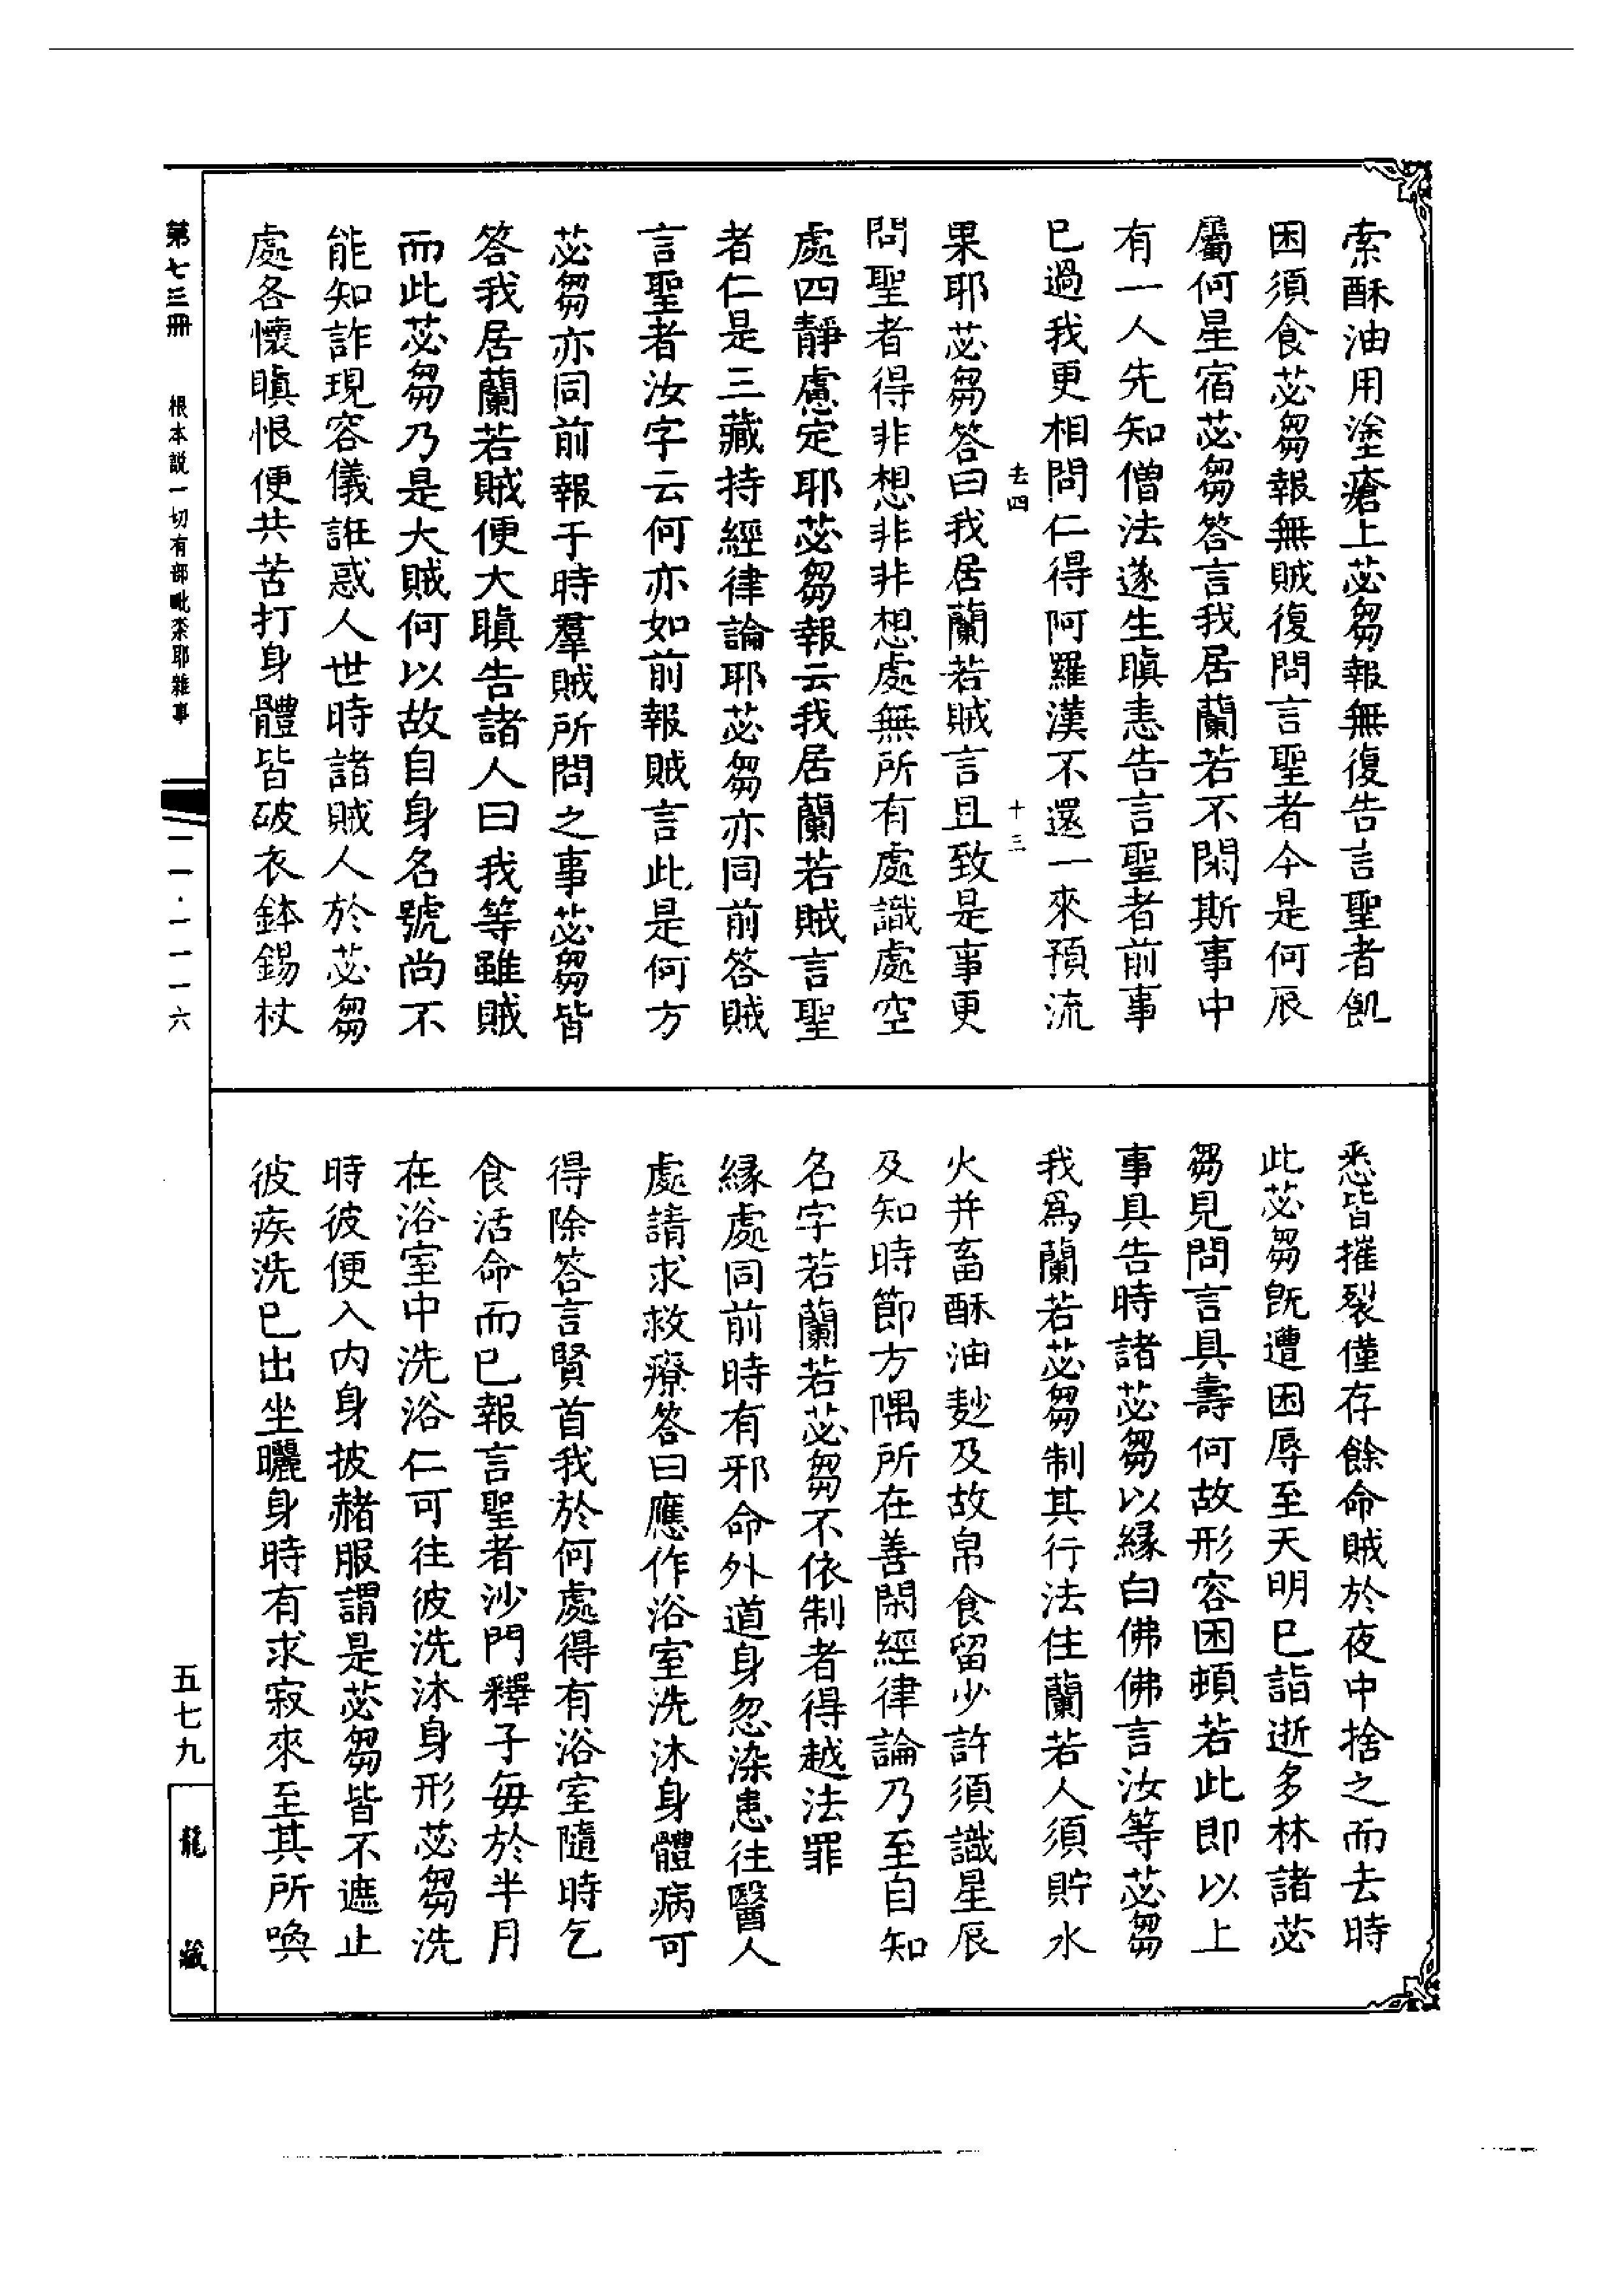 索酥油用塗瘡上苾芻報無復告言聖者飢
困須食苾芻報無賊復問言聖者今是何辰
屬何星宿苾芻答言我居蘭若不閑斯事中
有一人先知僧法遂生瞋恚告言聖者前事
已過我更相問仁得阿羅漢不還一來預流
去四　十三
果耶苾芻答曰我居蘭若賊言且致是事更
問聖者得非想非非想處無所有處識處空
處四靜慮定耶苾芻報云我居蘭若賊言聖
者仁是三藏持經律論耶苾芻亦同前答賊
言聖者汝字云何亦如前報賊言此是何方
苾芻亦同前報于時羣賊所問之事苾芻皆
答我居蘭若賊便大瞋告諸人曰我等雖賊
而此苾芻乃是大賊何以故自身名號尚不
能知詐現容儀誑惑人世時諸賊人於苾芻
處各懷瞋恨便共苦打身體皆破衣鉢錫杖
悉皆摧裂僅存餘命賊於夜中捨之而去時
此苾芻旣遭困辱至天明已詣逝多林諸苾
芻見問言具壽何故形容困頓若此即以上
事具告時諸苾芻以緣白佛佛言汝等苾芻
我爲蘭若苾芻制其行法住蘭若人須貯水
火并畜酥油麨及故帛食留少許須識星辰
及知時節方隅所在善閑經律論乃至自知
名字若蘭若苾芻不依制者得越法罪
緣處同前時有邪命外道身忽染患往醫人
處請求救療答曰應作浴室洗沐身體病可
得除答言賢首我於何處得有浴室隨時乞
食活命而已報言聖者沙門釋子每於半月
在浴室中洗浴仁可往彼洗沐身形苾芻洗
時彼便入内身披赭服謂是苾芻皆不遮止
彼疾洗已出坐曬身時有求寂來至其所喚
第七三冊　根本説一切有部毗柰耶雜事　一一·一一一六
五七九　龍藏